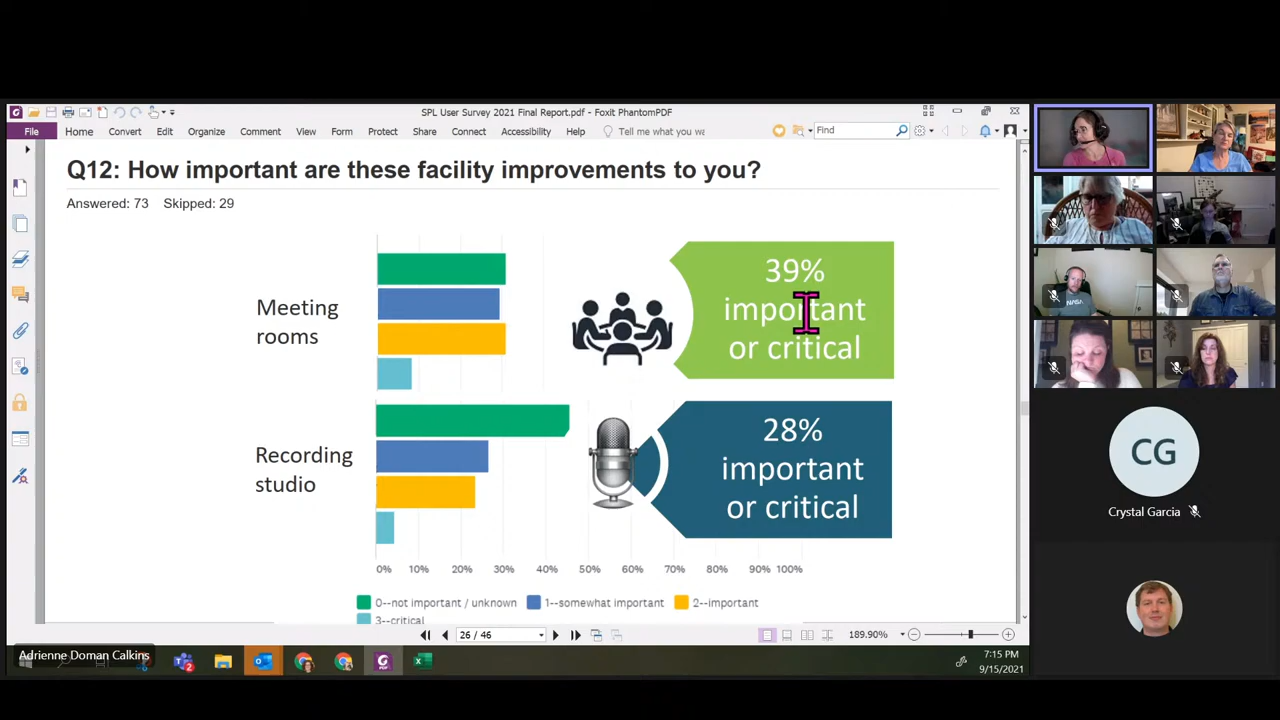 SPL User Survey 2021 Final Report.pdf - Foxit PhantomPDF
File Home Convert Edit Organize Comment View Form Protect Share Connect Accessibility Help Tell me what you wa Find
Q12: How important are these facility improvements to you?
Answered: 73 Skipped: 29
Meeting
rooms
39%
important
or critical
Recording
studio
28%
important
or critical
0% 10% 20% 30% 40% 50% 60% 70% 80% 90% 100%
0--not important / unknown 1--somewhat important 2--important
3--critical
26 / 46
189.90%
Adrienne Doman Calkins
7:15 PM
9/15/2021
NASA
CG
Crystal Garcia